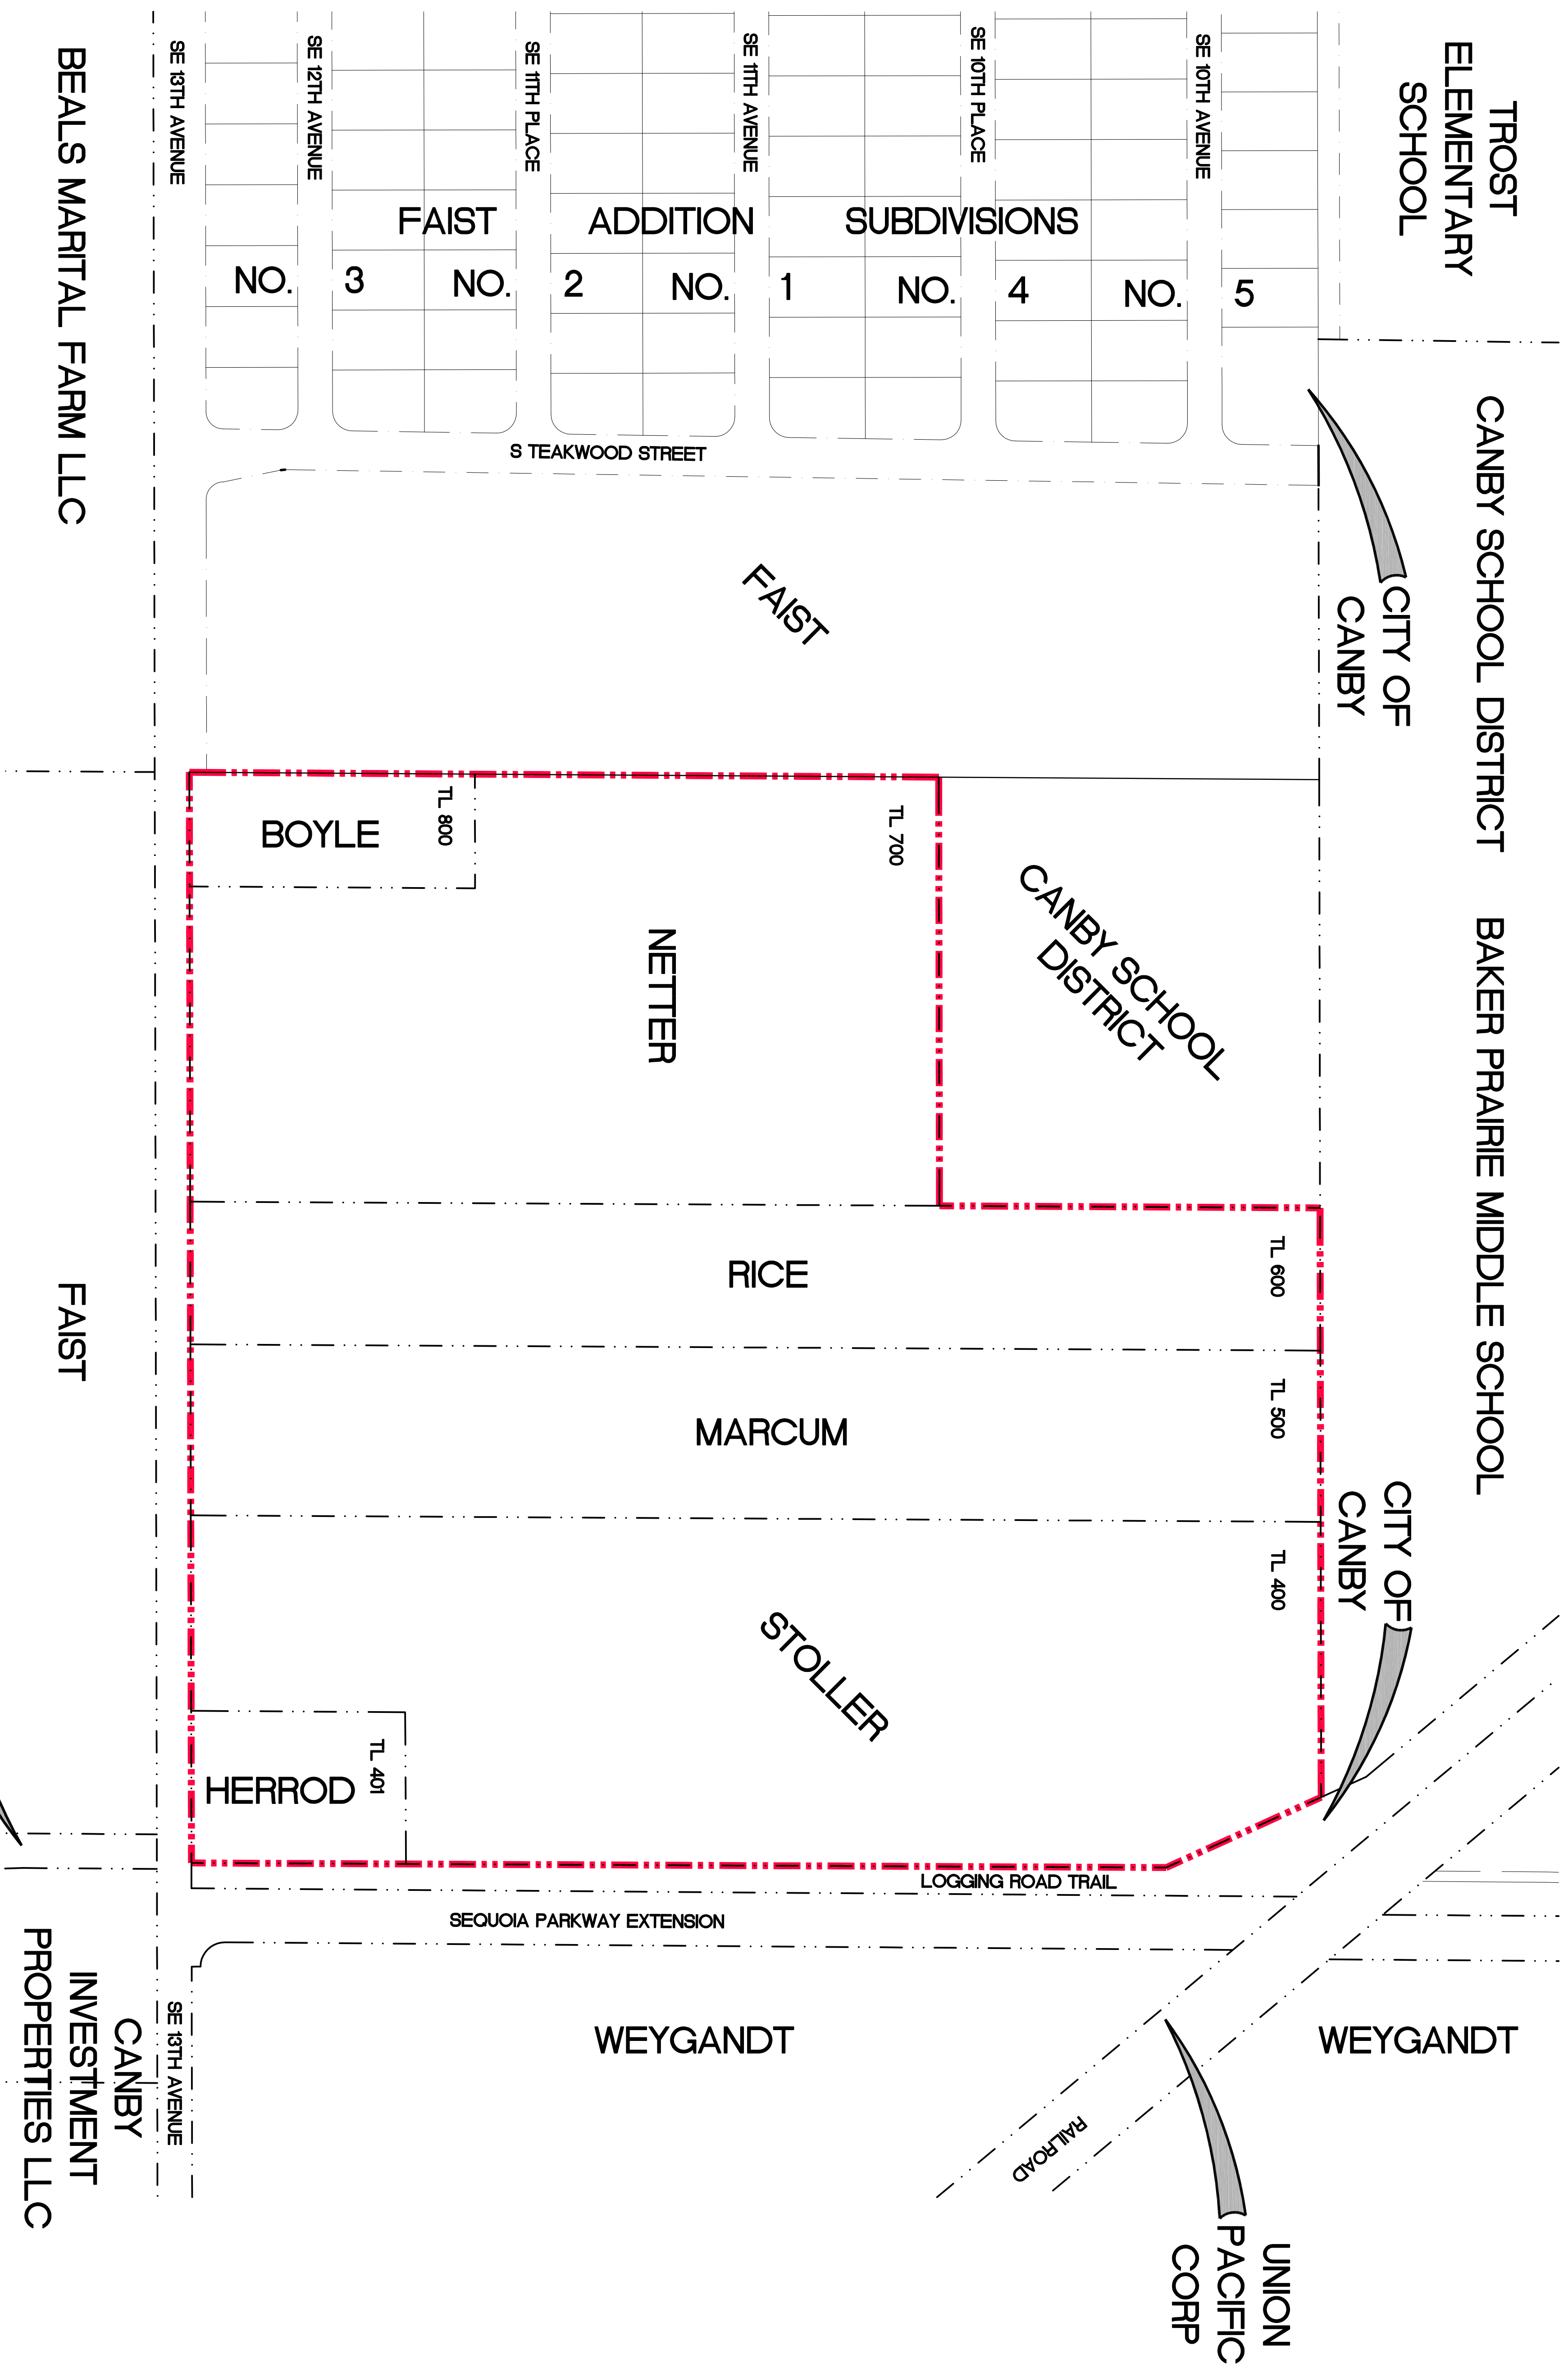 TROST
ELEMENTARY
SCHOOL
CANBY SCHOOL DISTRICT
BAKER PRAIRIE MIDDLE SCHOOL
CITY OF
CANBY
CITY OF
CANBY
SE 10TH AVENUE
SE 10TH PLACE
SE 11TH AVENUE
SE 11TH PLACE
SE 12TH AVENUE
SE 13TH AVENUE
FAIST ADDITION SUBDIVISIONS
NO. 3 NO. 2 NO. 1 NO. 4 NO. 5
S TEAKWOOD STREET
FAIST
BEALS MARITAL FARM LLC
TL 800
BOYLE
TL 700
NETTER
CANBY SCHOOL
DISTRICT
RICE
TL 600
MARCUM
TL 500
TL 400
STOLLER
TL 401
HERROD
FAIST
LOGGING ROAD TRAIL
SEQUOIA PARKWAY EXTENSION
WEYGANDT
WEYGANDT
SE 13TH AVENUE
CANBY
INVESTMENT
PROPERTIES LLC
RAILROAD
UNION
PACIFIC
CORP